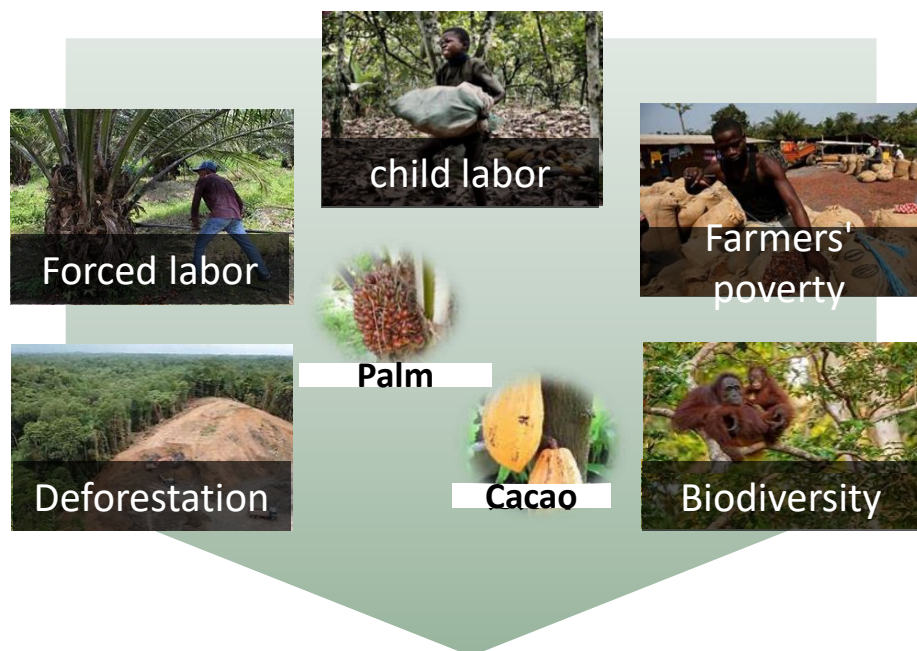 child labor
Forced labor
Farmers'
poverty
Palm
Cacao
Deforestation
Biodiversity